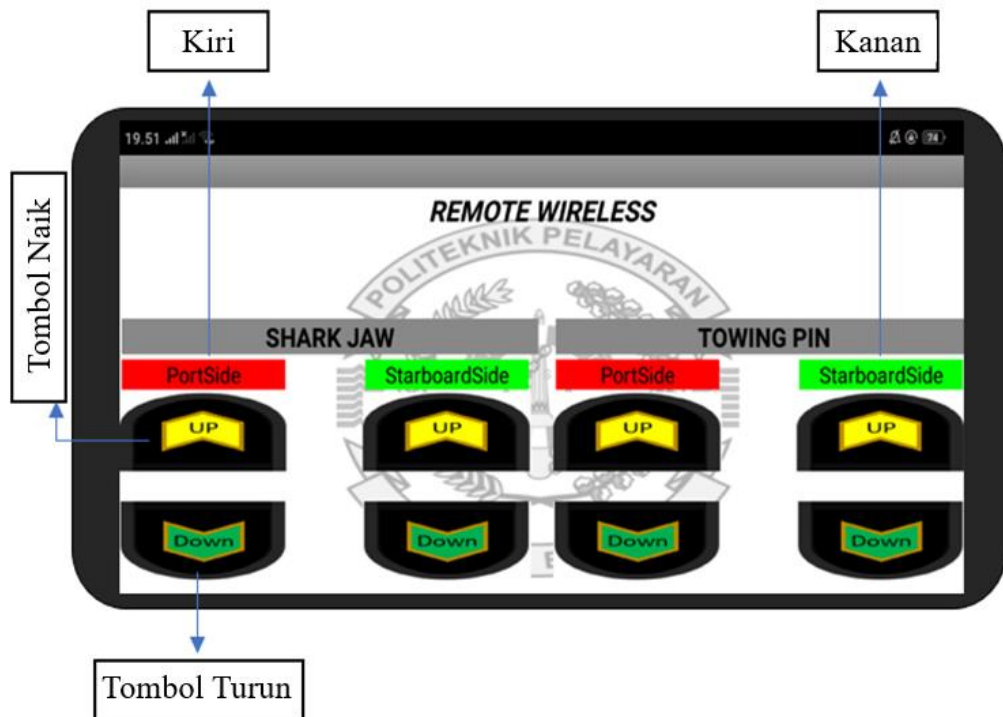 Kiri
Kanan
Tombol Naik
19.51
74
REMOTE WIRELESS
POLITEKNIK PELAYARAN
SHARK JAW
TOWING PIN
PortSide
StarboardSide
PortSide
StarboardSide
UP
UP
UP
UP
Down
Down
Down
Down
Tombol Turun